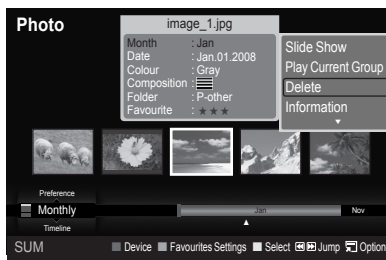 Photo
image_1.jpg
Month : Jan
Date : Jan.01.2008
Colour : Gray
Composition :
Folder : P-other
Favourite : ★★★
Slide Show
Play Current Group
Delete
Information
Preference
Monthly
Timeline
Jan
Nov
SUM
Device
Favourites Settings
Select
Jump
Option